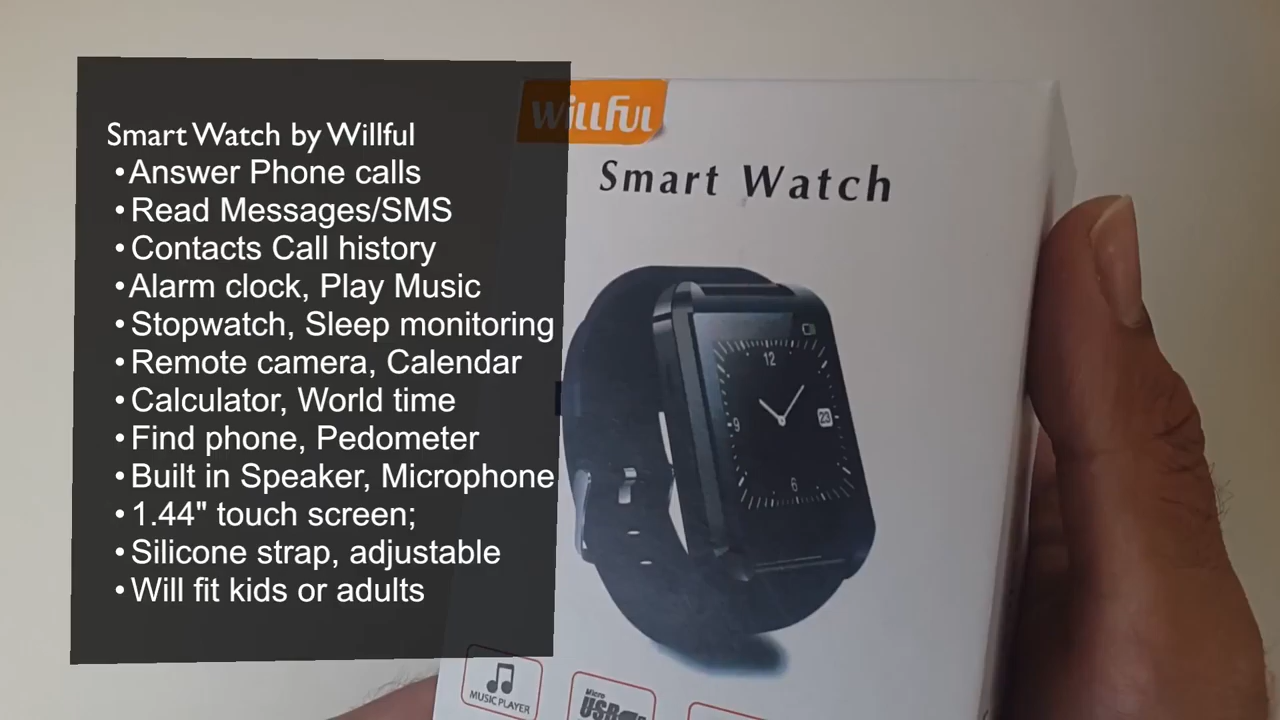 Smart Watch by Willful
•Answer Phone calls
•Read Messages/SMS
•Contacts Call history
•Alarm clock, Play Music
•Stopwatch, Sleep monitoring
•Remote camera, Calendar
•Calculator, World time
•Find phone, Pedometer
•Built in Speaker, Microphone
•1.44" touch screen;
•Silicone strap, adjustable
•Will fit kids or adults
willful
Smart Watch
12
9
23
6
MUSIC PLAYER
Micro
USB